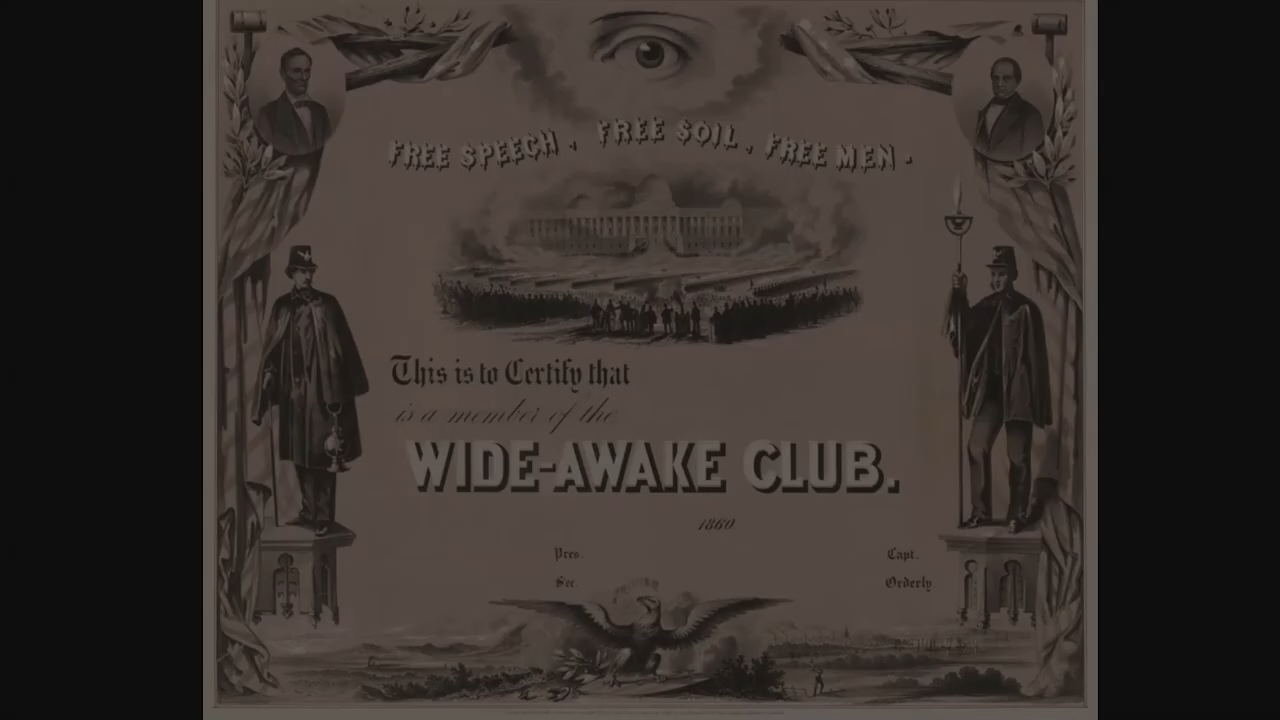 FREE SPEECH, FREE SOIL, FREE MEN.
This is to Certify that
is a member of the
WIDE-AWAKE CLUB.
1860
Pres. Capt.
Sec. Orderly